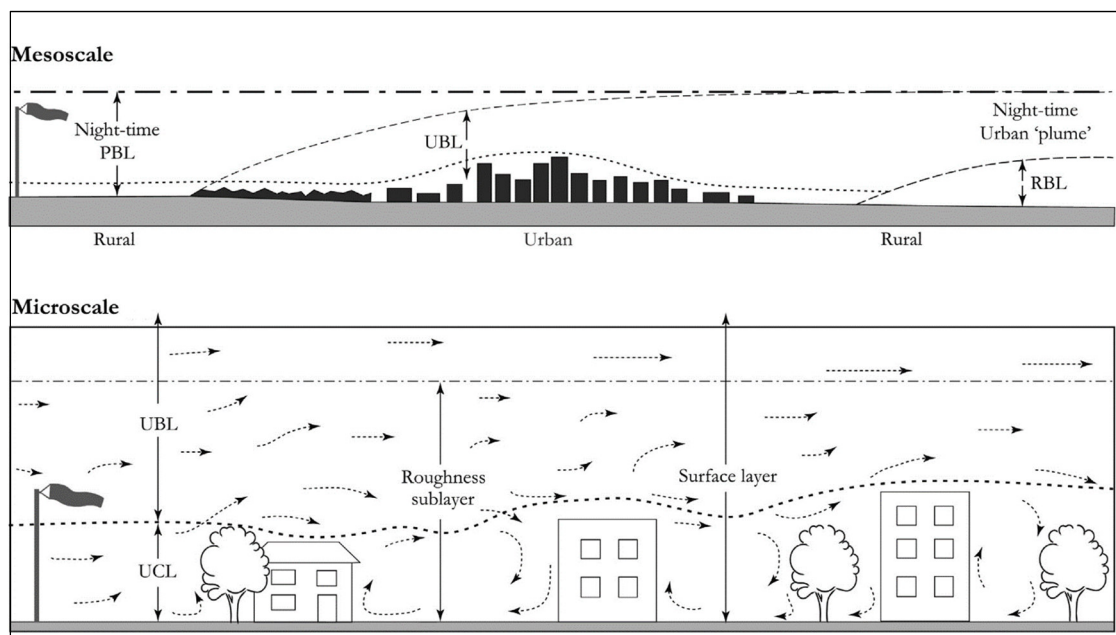 Mesoscale
Night-time
PBL
UBL
Night-time
Urban ‘plume’
RBL
Rural
Urban
Rural
Microscale
UBL
Roughness
sublayer
Surface layer
UCL